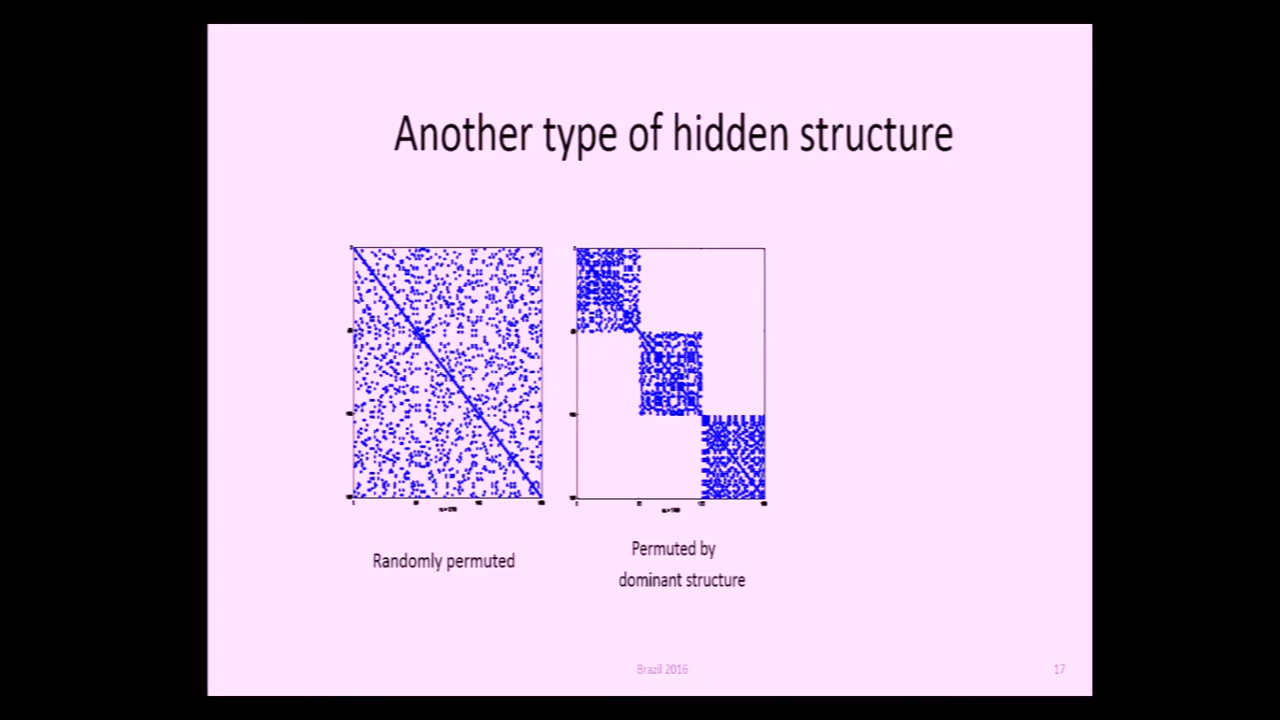 Another type of hidden structure
Randomly permuted
Permuted by
dominant structure
Brazil 2016
17